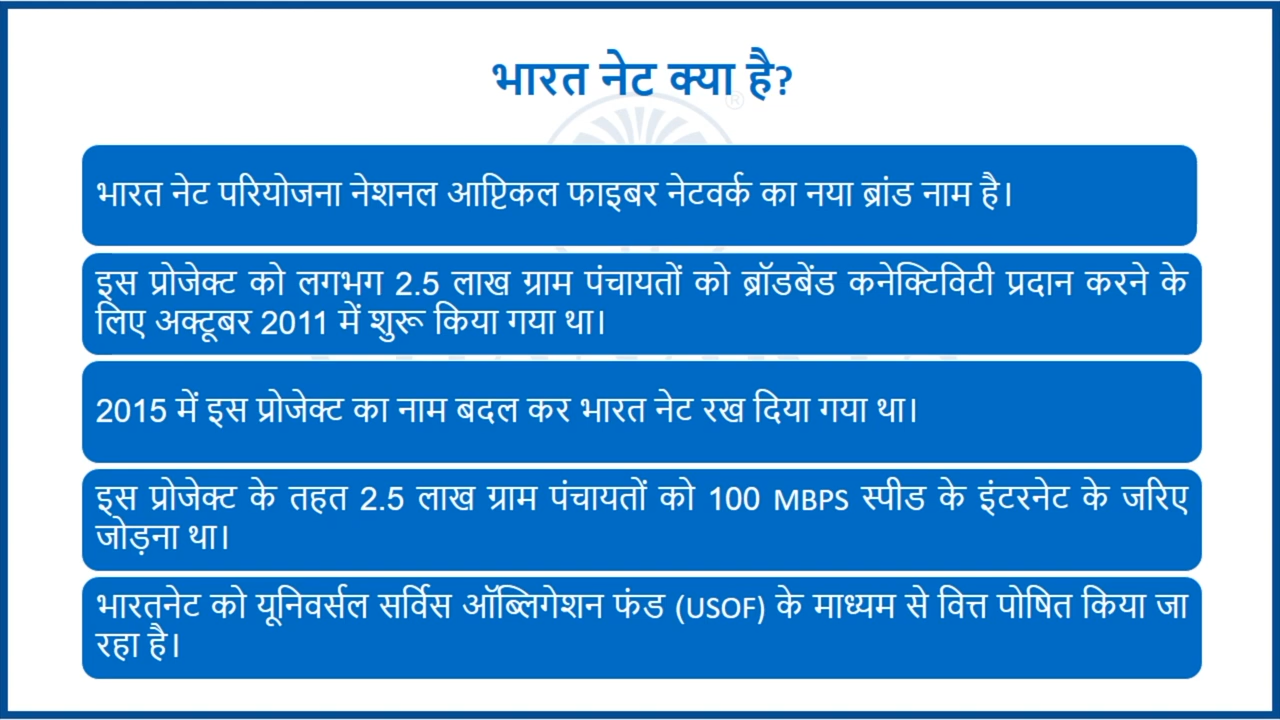 भारत नेट क्या है?
भारत नेट परियोजना नेशनल आप्टिकल फाइबर नेटवर्क का नया ब्रांड नाम है।
इस प्रोजेक्ट को लगभग 2.5 लाख ग्राम पंचायतों को ब्रॉडबेंड कनेक्टिविटी प्रदान करने के
लिए अक्टूबर 2011 में शुरू किया गया था।
2015 में इस प्रोजेक्ट का नाम बदल कर भारत नेट रख दिया गया था।
इस प्रोजेक्ट के तहत 2.5 लाख ग्राम पंचायतों को 100 MBPS स्पीड के इंटरनेट के जरिए
जोड़ना था।
भारतनेट को यूनिवर्सल सर्विस ऑब्लिगेशन फंड (USOF) के माध्यम से वित्त पोषित किया जा
रहा है।